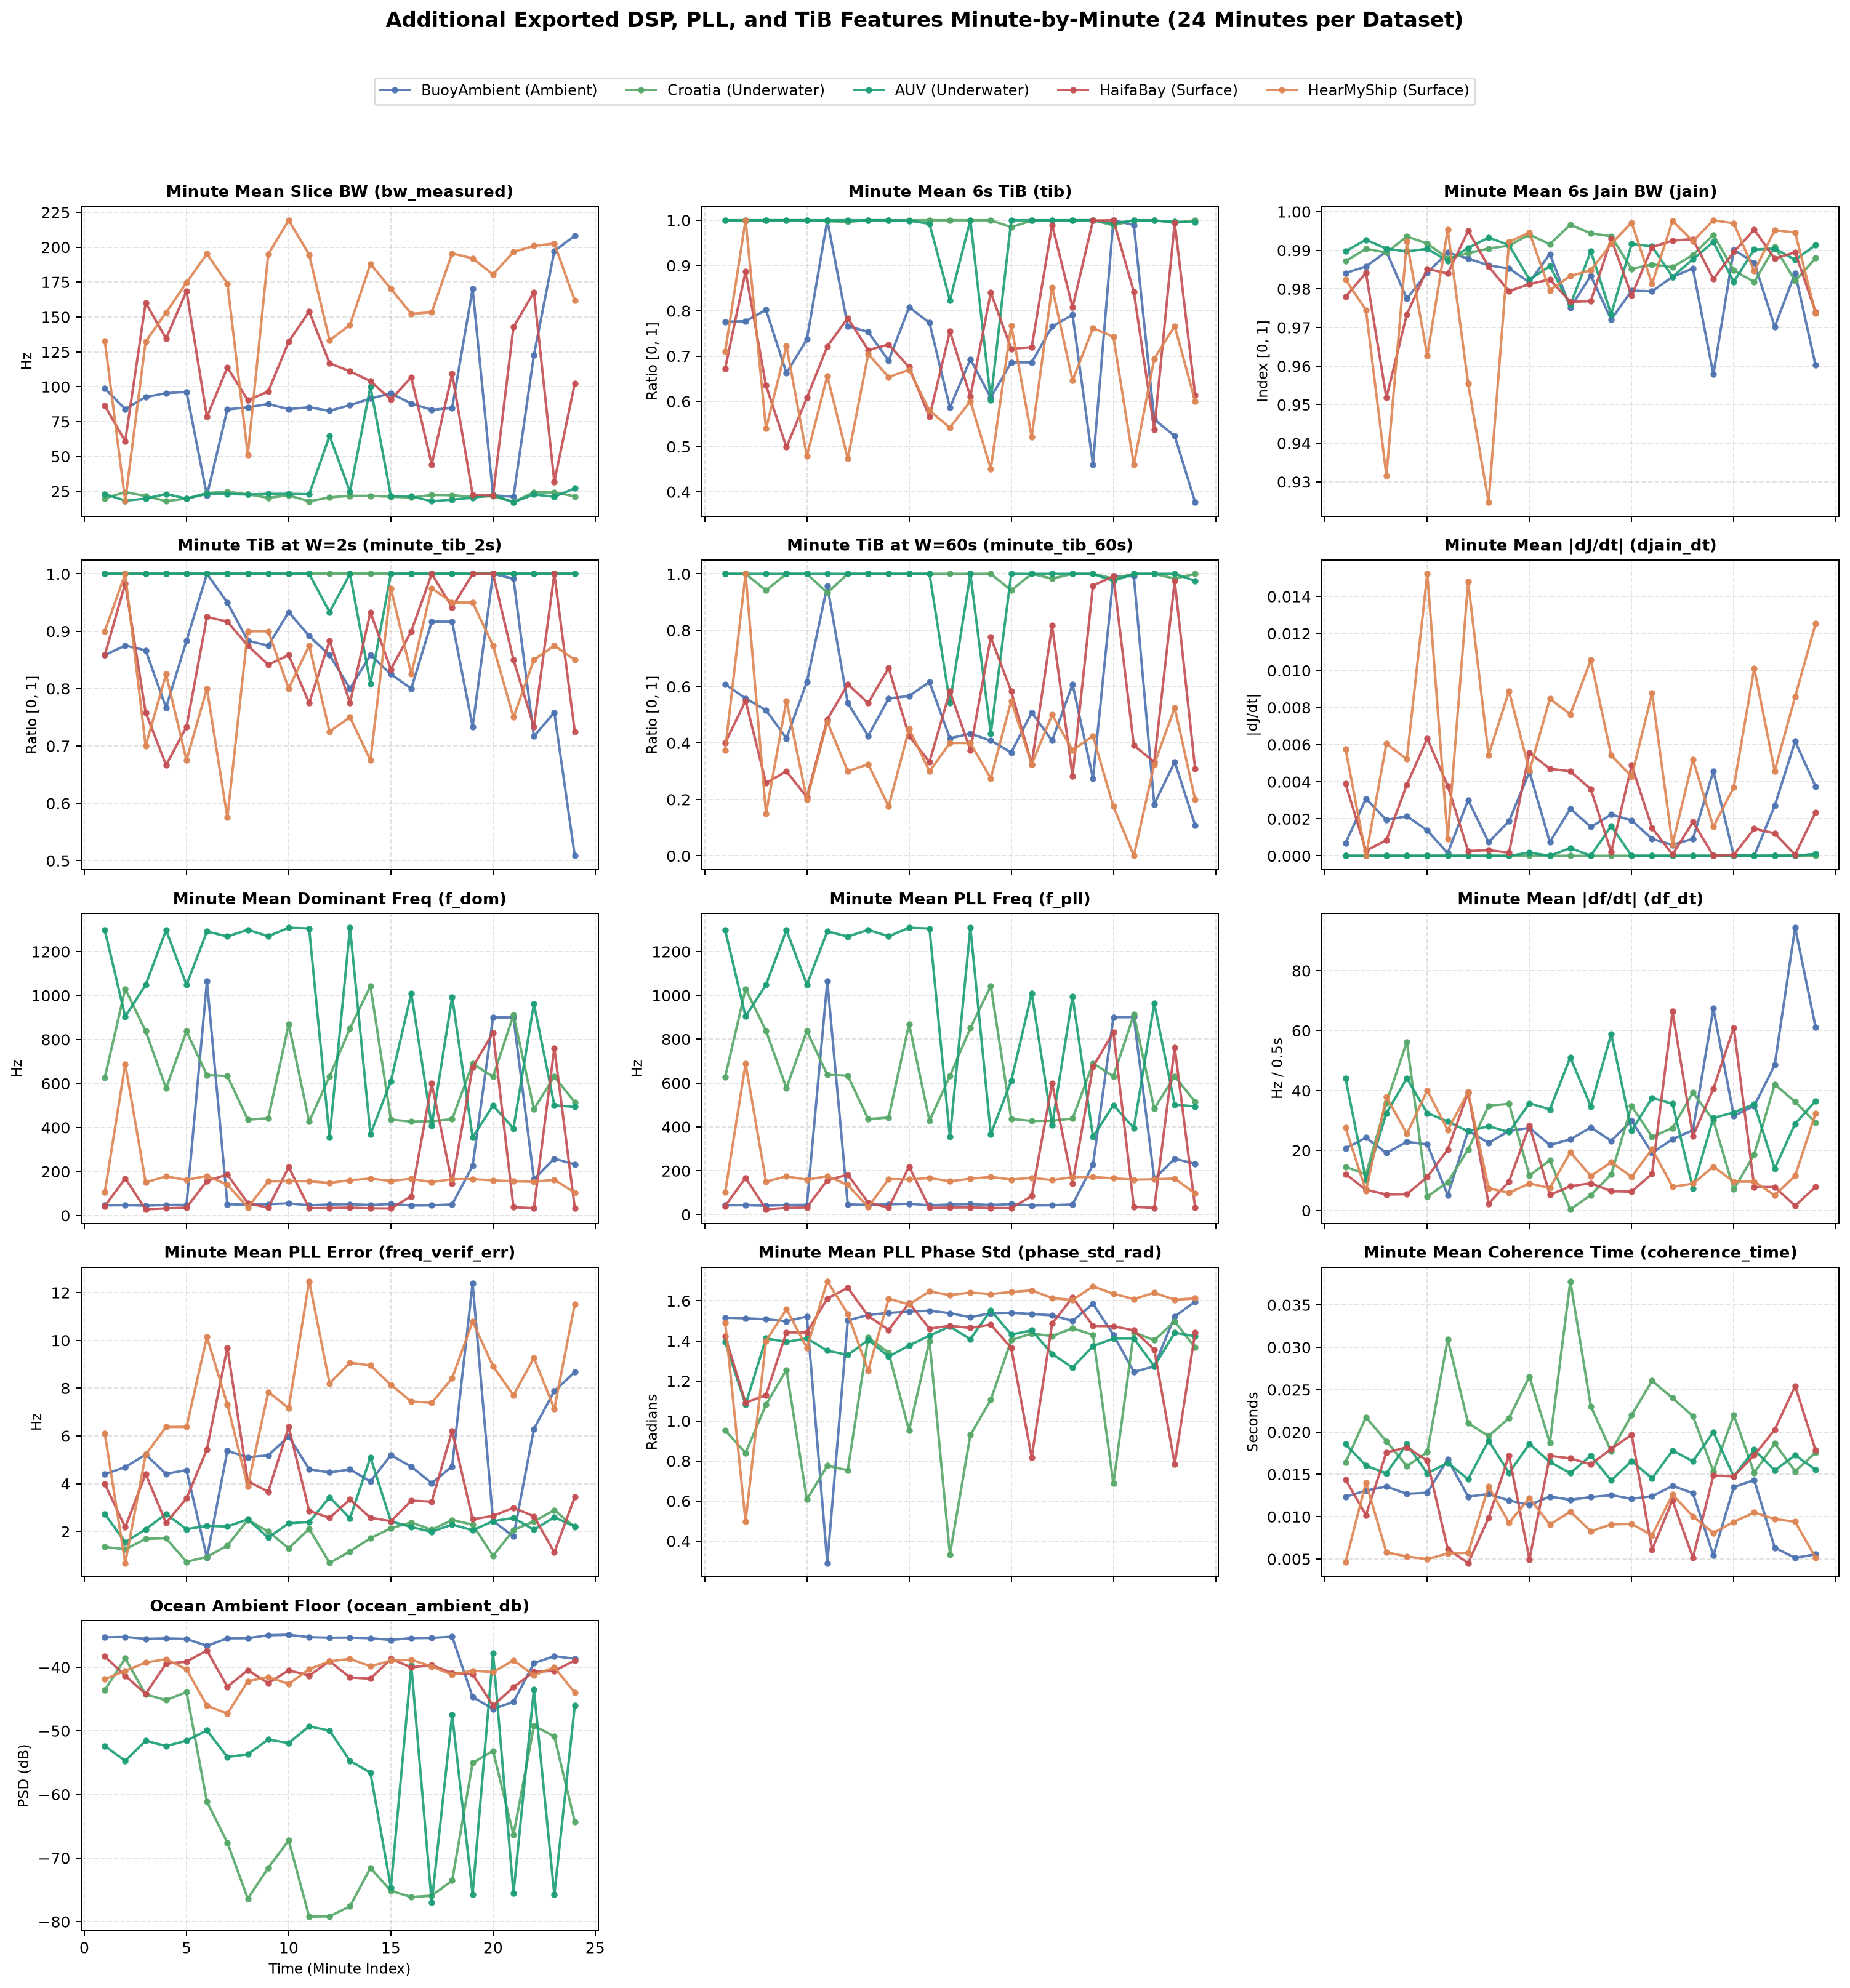 Additional Exported DSP, PLL, and TiB Features Minute-by-Minute (24 Minutes per Dataset)
BuoyAmbient (Ambient) Croatia (Underwater) AUV (Underwater) HaifaBay (Surface) HearMyShip (Surface)
Minute Mean Slice BW (bw_measured)
Hz
225
200
175
150
125
100
75
50
25
Minute Mean 6s TiB (tib)
Ratio [0, 1]
1.0
0.9
0.8
0.7
0.6
0.5
0.4
Minute Mean 6s Jain BW (jain)
Index [0, 1]
1.00
0.99
0.98
0.97
0.96
0.95
0.94
0.93
Minute TiB at W=2s (minute_tib_2s)
Ratio [0, 1]
1.0
0.9
0.8
0.7
0.6
0.5
Minute TiB at W=60s (minute_tib_60s)
Ratio [0, 1]
1.0
0.8
0.6
0.4
0.2
0.0
Minute Mean |dJ/dt| (djain_dt)
|dJ/dt|
0.014
0.012
0.010
0.008
0.006
0.004
0.002
0.000
Minute Mean Dominant Freq (f_dom)
Hz
1200
1000
800
600
400
200
0
Minute Mean PLL Freq (f_pll)
Hz
1200
1000
800
600
400
200
0
Minute Mean |df/dt| (df_dt)
Hz / 0.5s
80
60
40
20
0
Minute Mean PLL Error (freq_verif_err)
Hz
12
10
8
6
4
2
Minute Mean PLL Phase Std (phase_std_rad)
Radians
1.6
1.4
1.2
1.0
0.8
0.6
0.4
Minute Mean Coherence Time (coherence_time)
Seconds
0.035
0.030
0.025
0.020
0.015
0.010
0.005
Ocean Ambient Floor (ocean_ambient_db)
PSD (dB)
−40
−50
−60
−70
−80
0 5 10 15 20 25
Time (Minute Index)